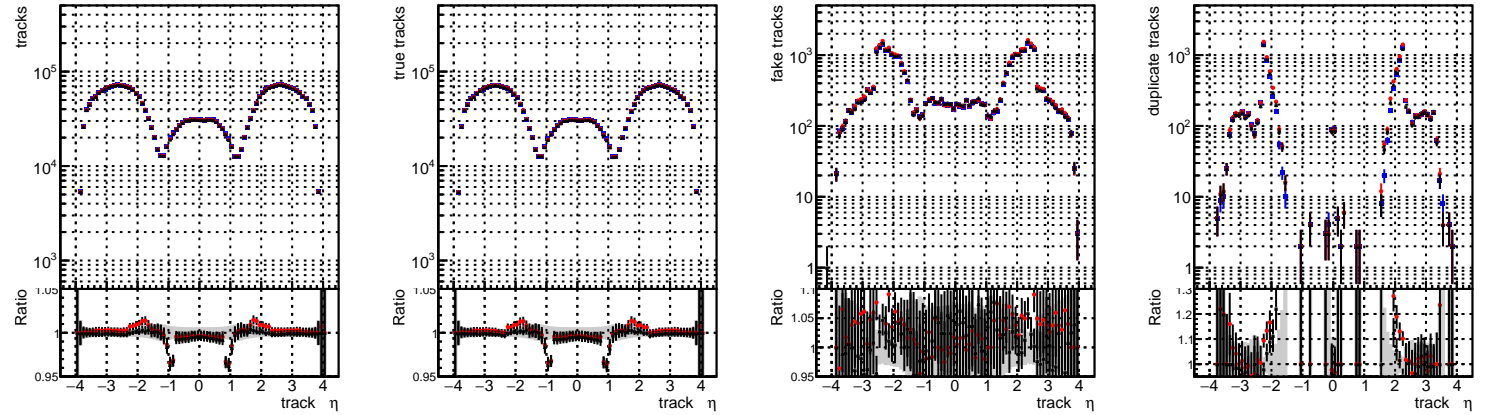 tracks
10^5
10^4
10^3
Ratio
1.05
1
0.95
−4 −3 −2 −1 0 1 2 3 4
track η
true tracks
10^5
10^4
10^3
Ratio
1.05
1
0.95
−4 −3 −2 −1 0 1 2 3 4
track η
fake tracks
10^3
10^2
10
1
Ratio
1.1
1.05
1
0.95
−4 −3 −2 −1 0 1 2 3 4
track η
duplicate tracks
10^3
10^2
10
1
Ratio
1.3
1.2
1.1
1
−4 −3 −2 −1 0 1 2 3 4
track η